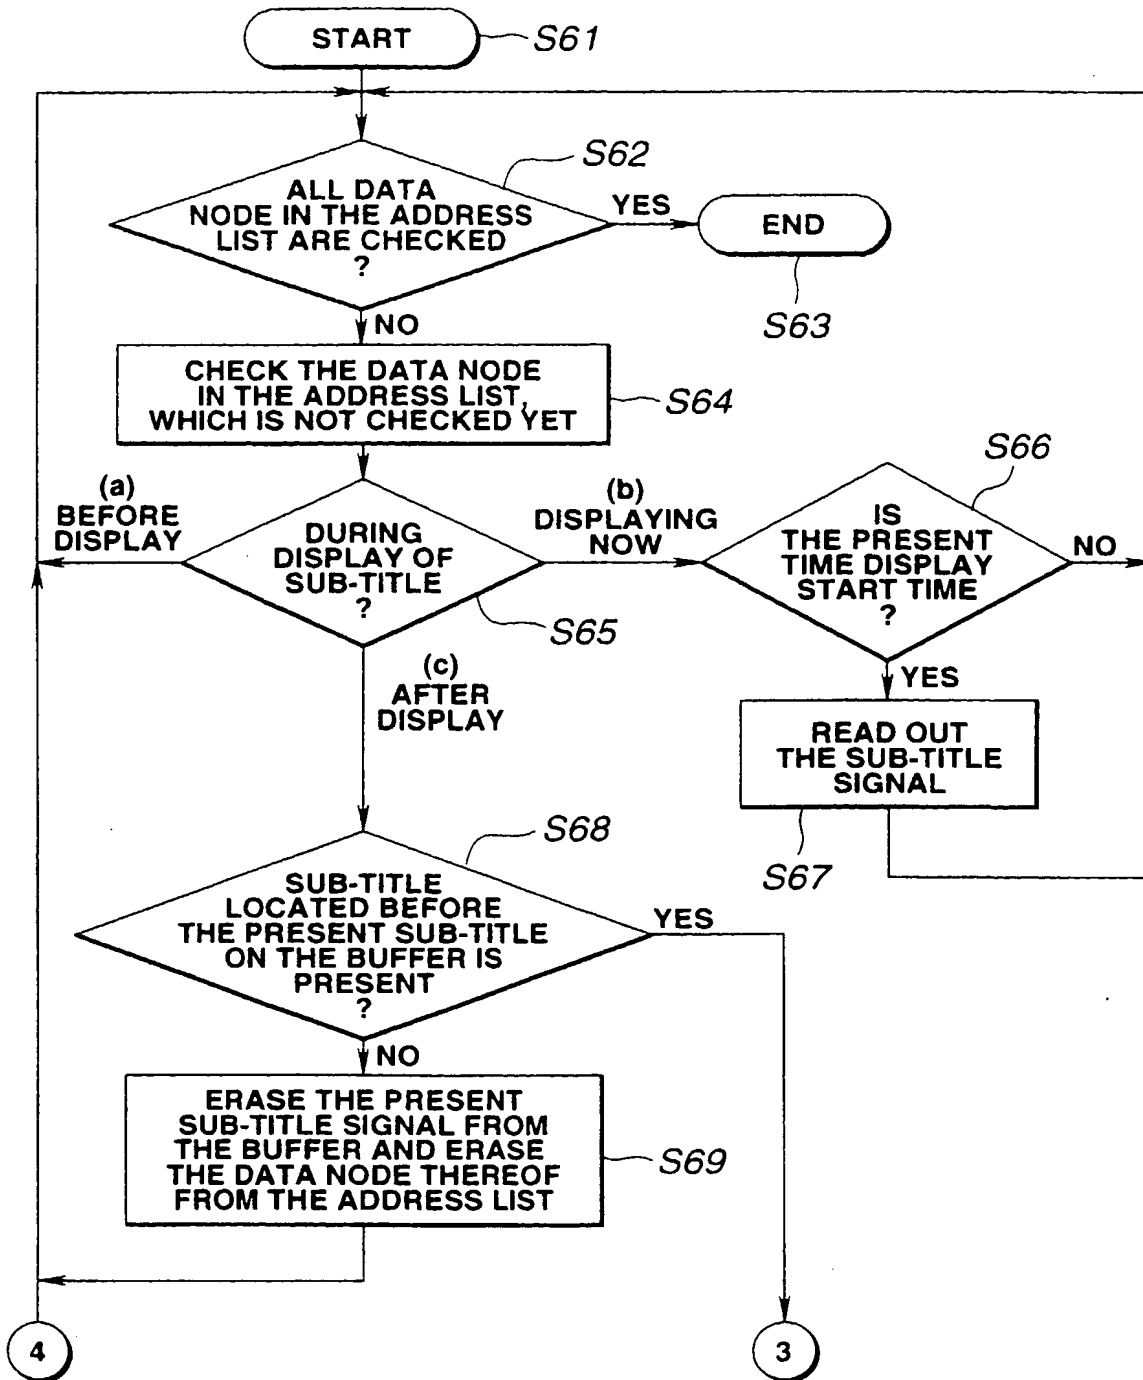 START
S61
S62
ALL DATA
NODE IN THE ADDRESS
LIST ARE CHECKED
?
YES
END
S63
NO
CHECK THE DATA NODE
IN THE ADDRESS LIST,
WHICH IS NOT CHECKED YET
S64
(a)
BEFORE
DISPLAY
DURING
DISPLAY OF
SUB-TITLE
?
S65
(b)
DISPLAYING
NOW
S66
IS
THE PRESENT
TIME DISPLAY
START TIME
?
NO
YES
READ OUT
THE SUB-TITLE
SIGNAL
S67
(c)
AFTER
DISPLAY
S68
SUB-TITLE
LOCATED BEFORE
THE PRESENT SUB-TITLE
ON THE BUFFER IS
PRESENT
?
YES
NO
ERASE THE PRESENT
SUB-TITLE SIGNAL FROM
THE BUFFER AND ERASE
THE DATA NODE THEREOF
FROM THE ADDRESS LIST
S69
4
3